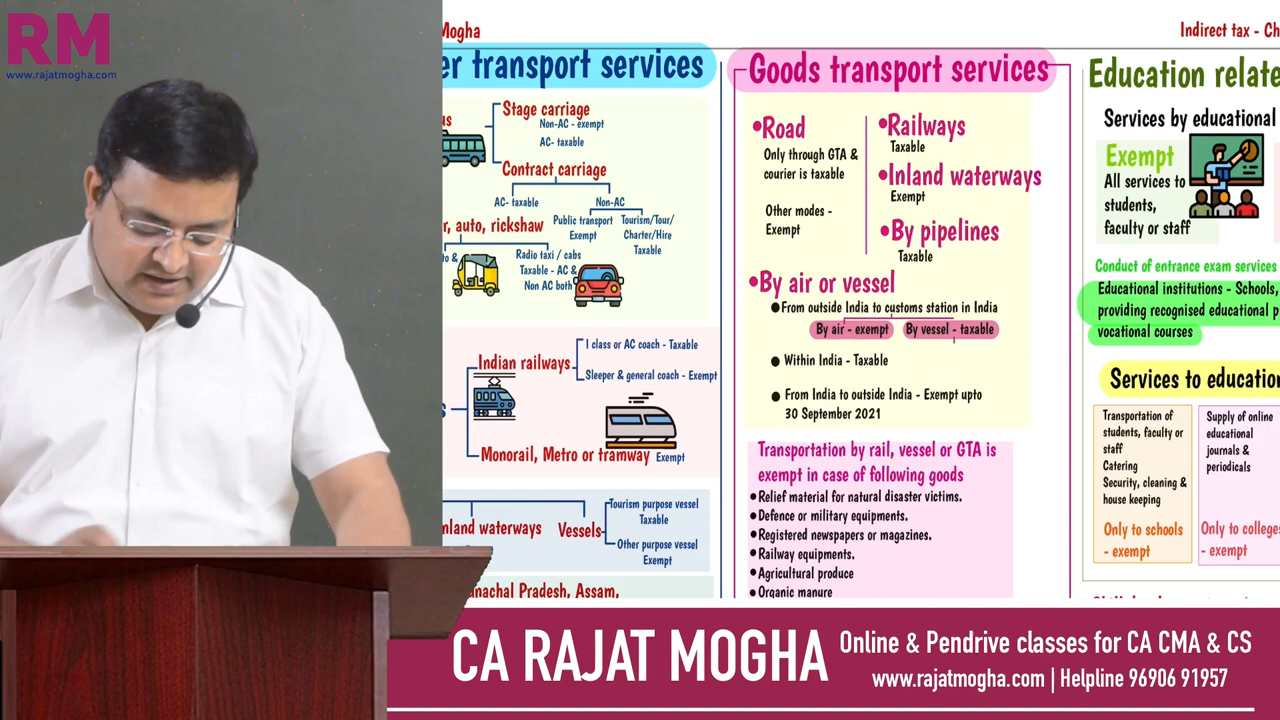 RM
www.rajatmogha.com
Mogha
Indirect tax - Ch
er transport services
us
Stage carriage
Non-AC - exempt
AC- taxable
Contract carriage
AC- taxable
Non-AC
Public transport
Exempt
Tourism/Tour/
Charter/Hire
Taxable
r, auto, rickshaw
to &
Radio taxi / cabs
Taxable - AC &
Non AC both
Indian railways
I class or AC coach - Taxable
Sleeper & general coach - Exempt
s
Monorail, Metro or tramway Exempt
nland waterways
Vessels
Tourism purpose vessel
Taxable
Other purpose vessel
Exempt
nachal Pradesh, Assam,
Goods transport services
•Road
Only through GTA &
courier is taxable
Other modes -
Exempt
•Railways
Taxable
•Inland waterways
Exempt
•By pipelines
Taxable
•By air or vessel
●From outside India to customs station in India
By air - exempt
By vessel - taxable
● Within India - Taxable
● From India to outside India - Exempt upto
30 September 2021
Transportation by rail, vessel or GTA is
exempt in case of following goods
•Relief material for natural disaster victims.
•Defence or military equipments.
•Registered newspapers or magazines.
•Railway equipments.
•Agricultural produce
•Organic manure
Education relate
Services by educational
Exempt
All services to
students,
faculty or staff
Conduct of entrance exam services
Educational institutions - Schools,
providing recognised educational p
vocational courses
Services to education
Transportation of
students, faculty or
staff
Catering
Security, cleaning &
house keeping
Only to schools
- exempt
Supply of online
educational
journals &
periodicals
Only to colleges
- exempt
CA RAJAT MOGHA
Online & Pendrive classes for CA CMA & CS
www.rajatmogha.com | Helpline 96906 91957